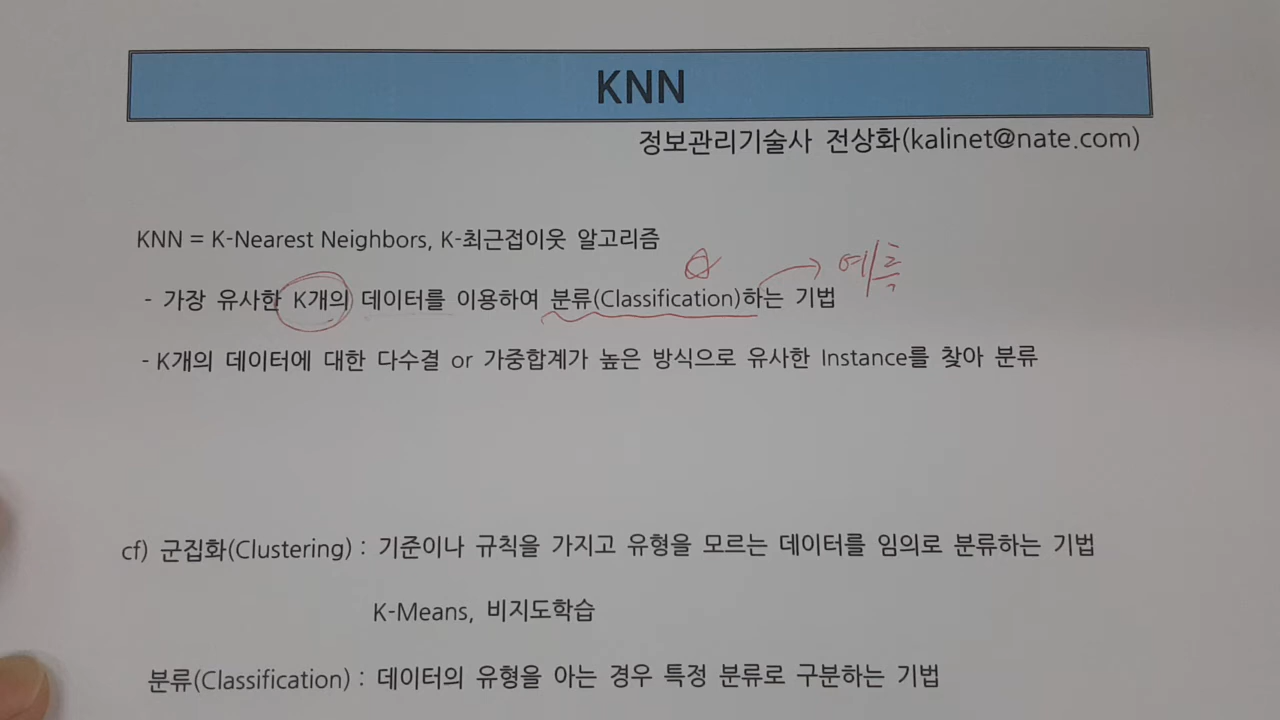 KNN
정보관리기술사 전상화(kalinet@nate.com)
KNN = K-Nearest Neighbors, K-최근접이웃 알고리즘
예측
- 가장 유사한 K개의 데이터를 이용하여 분류(Classification)하는 기법
- K개의 데이터에 대한 다수결 or 가중합계가 높은 방식으로 유사한 Instance를 찾아 분류
cf) 군집화(Clustering) : 기준이나 규칙을 가지고 유형을 모르는 데이터를 임의로 분류하는 기법
K-Means, 비지도학습
분류(Classification) : 데이터의 유형을 아는 경우 특정 분류로 구분하는 기법